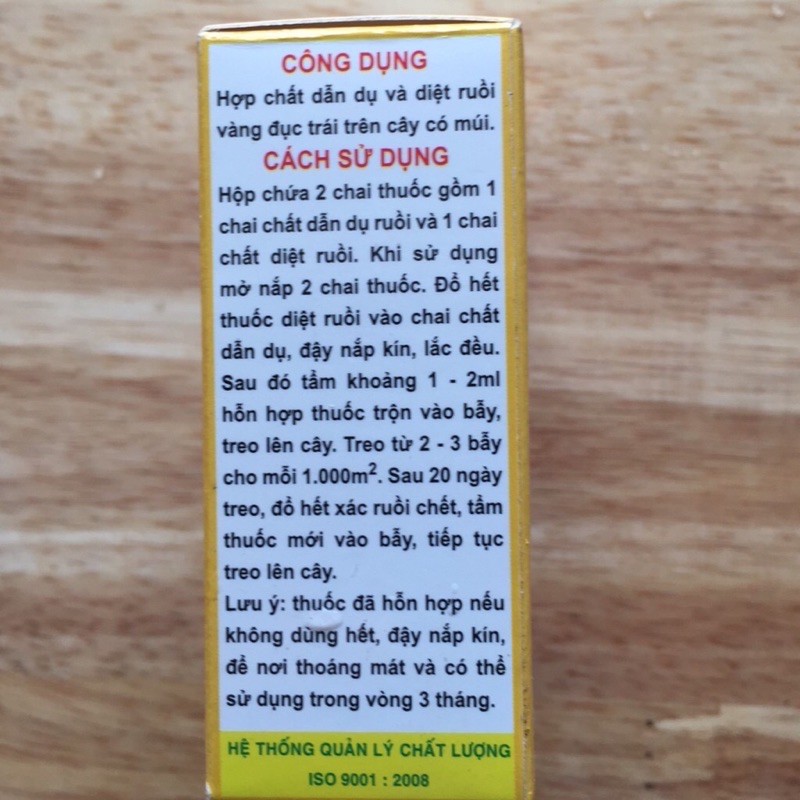 CÔNG DỤNG
Hợp chất dẫn dụ và diệt ruồi
vàng đục trái trên cây có múi.
CÁCH SỬ DỤNG
Hộp chứa 2 chai thuốc gồm 1
chai chất dẫn dụ ruồi và 1 chai
chất diệt ruồi. Khi sử dụng
mở nắp 2 chai thuốc. Đổ hết
thuốc diệt ruồi vào chai chất
dẫn dụ, đậy nắp kín, lắc đều.
Sau đó tẩm khoảng 1 - 2ml
hỗn hợp thuốc trộn vào bẫy,
treo lên cây. Treo từ 2 - 3 bẫy
cho mỗi 1.000m². Sau 20 ngày
treo, đổ hết xác ruồi chết, tẩm
thuốc mới vào bẫy, tiếp tục
treo lên cây.
Lưu ý: thuốc đã hỗn hợp nếu
không dùng hết, đậy nắp kín,
để nơi thoáng mát và có thể
sử dụng trong vòng 3 tháng.
HỆ THỐNG QUẢN LÝ CHẤT LƯỢNG
ISO 9001 : 2008